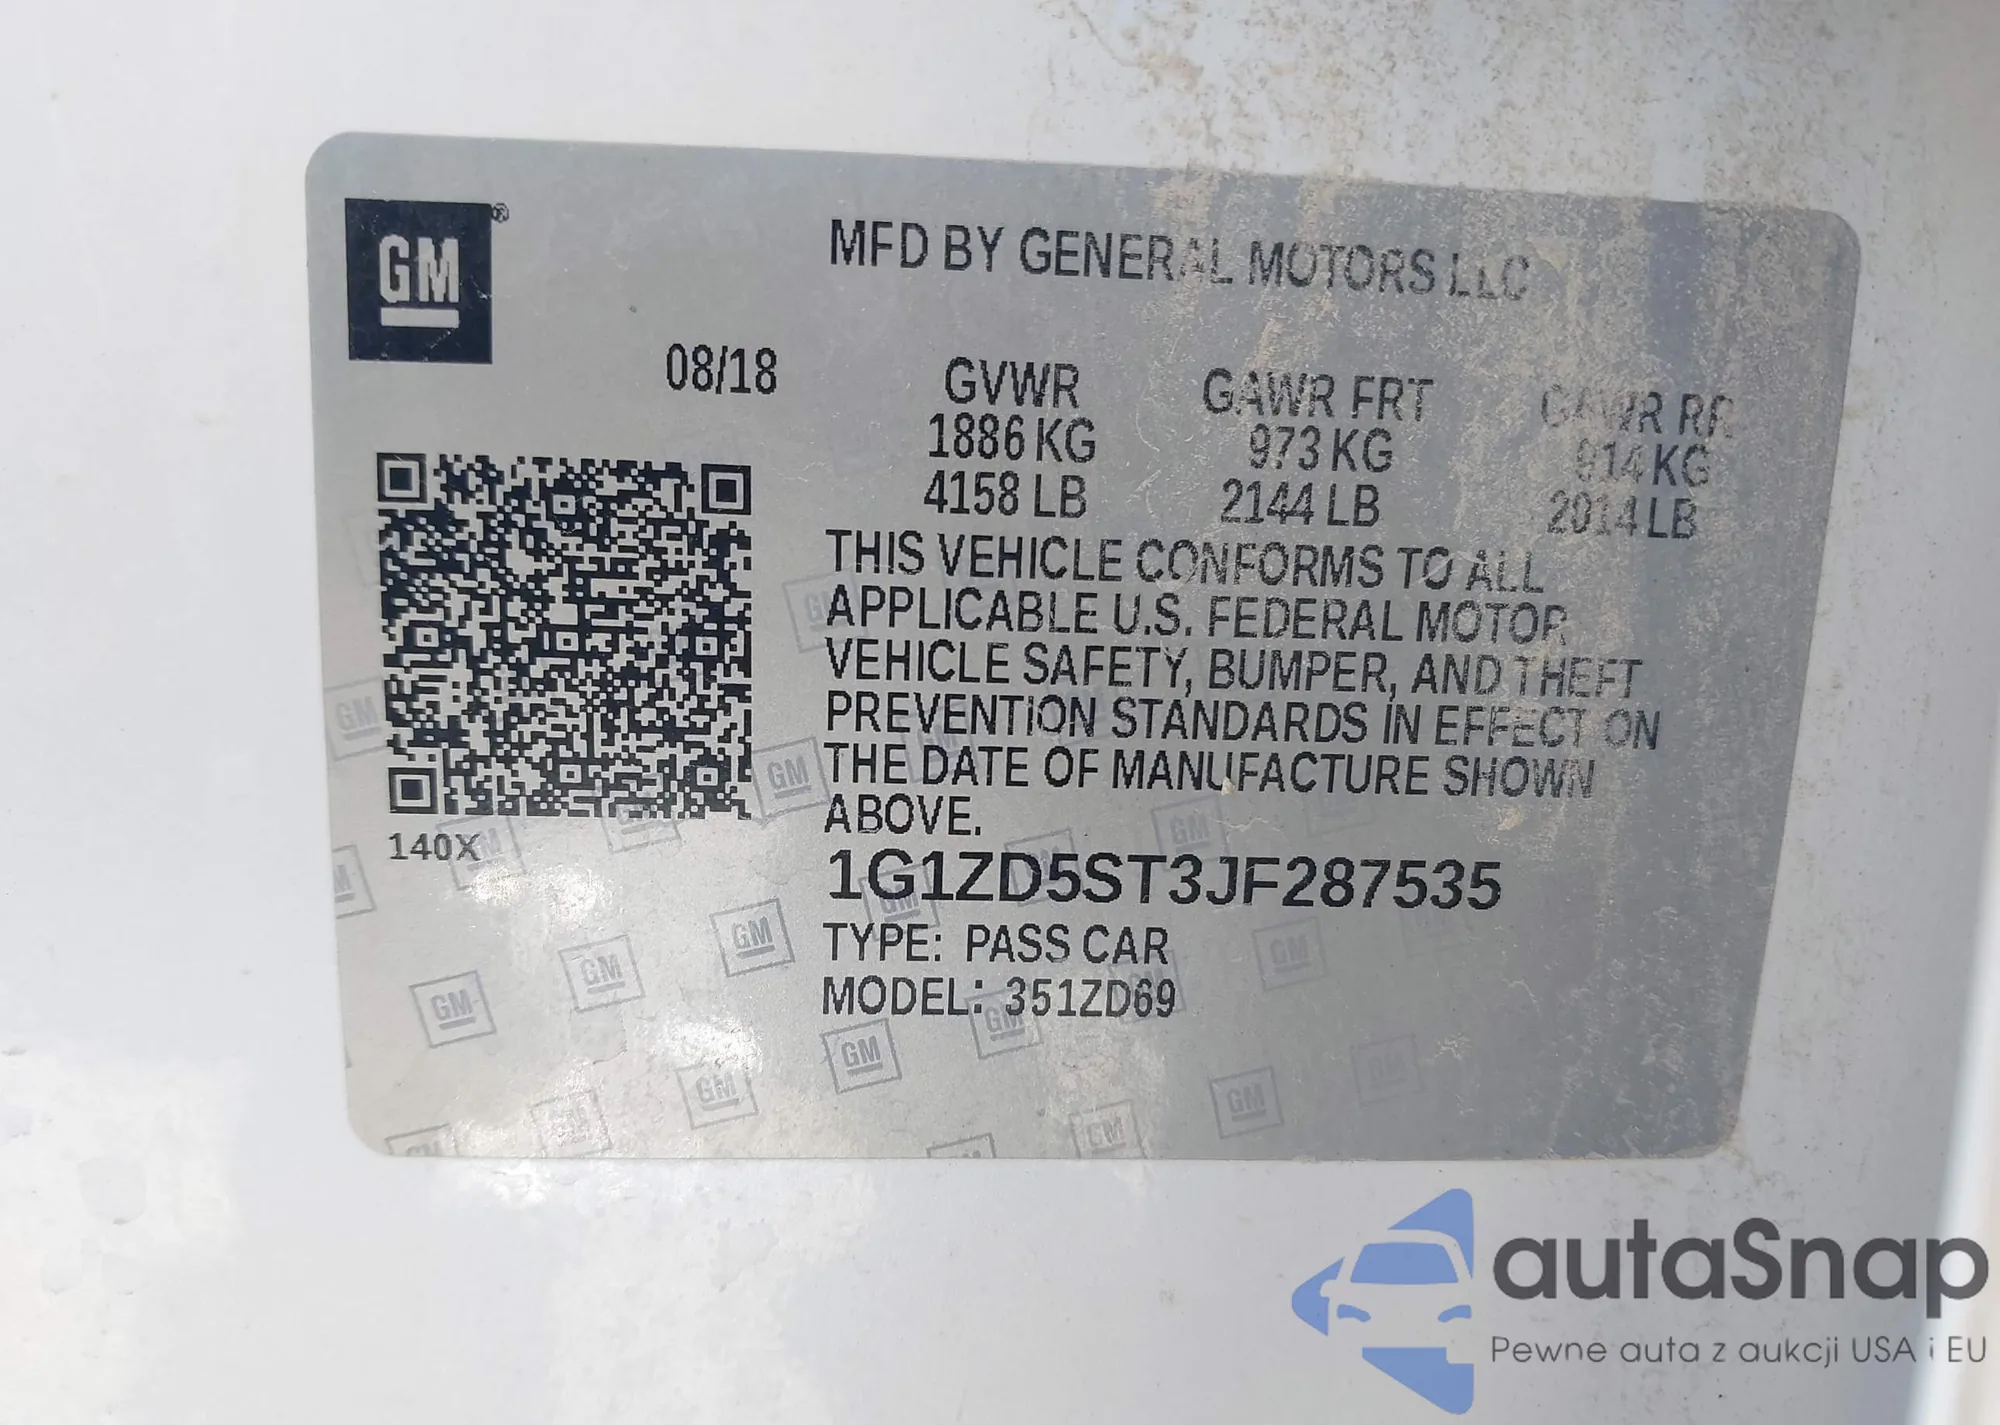 GM®
MFD BY GENERAL MOTORS LLC
08/18
GVWR GAWR FRT GAWR RR
1886 KG 973 KG 914 KG
4158 LB 2144 LB 2014 LB
THIS VEHICLE CONFORMS TO ALL
APPLICABLE U.S. FEDERAL MOTOR
VEHICLE SAFETY, BUMPER, AND THEFT
PREVENTION STANDARDS IN EFFECT ON
THE DATE OF MANUFACTURE SHOWN
ABOVE.
140X
1G1ZD5ST3JF287535
TYPE: PASS CAR
MODEL: 351ZD69
autaSnap
Pewne auta z aukcji USA i EU